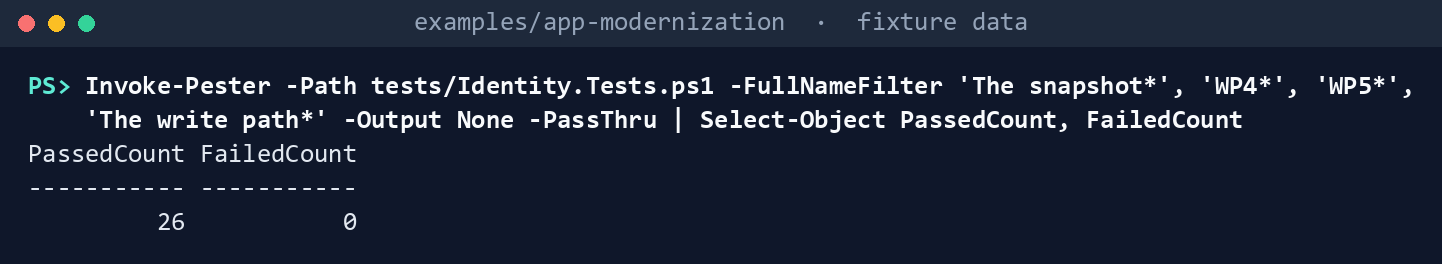 examples/app-modernization · fixture data
PS> Invoke-Pester -Path tests/Identity.Tests.ps1 -FullNameFilter 'The snapshot*', 'WP4*', 'WP5*',
'The write path*' -Output None -PassThru | Select-Object PassedCount, FailedCount
PassedCount FailedCount
----------- -----------
26 0